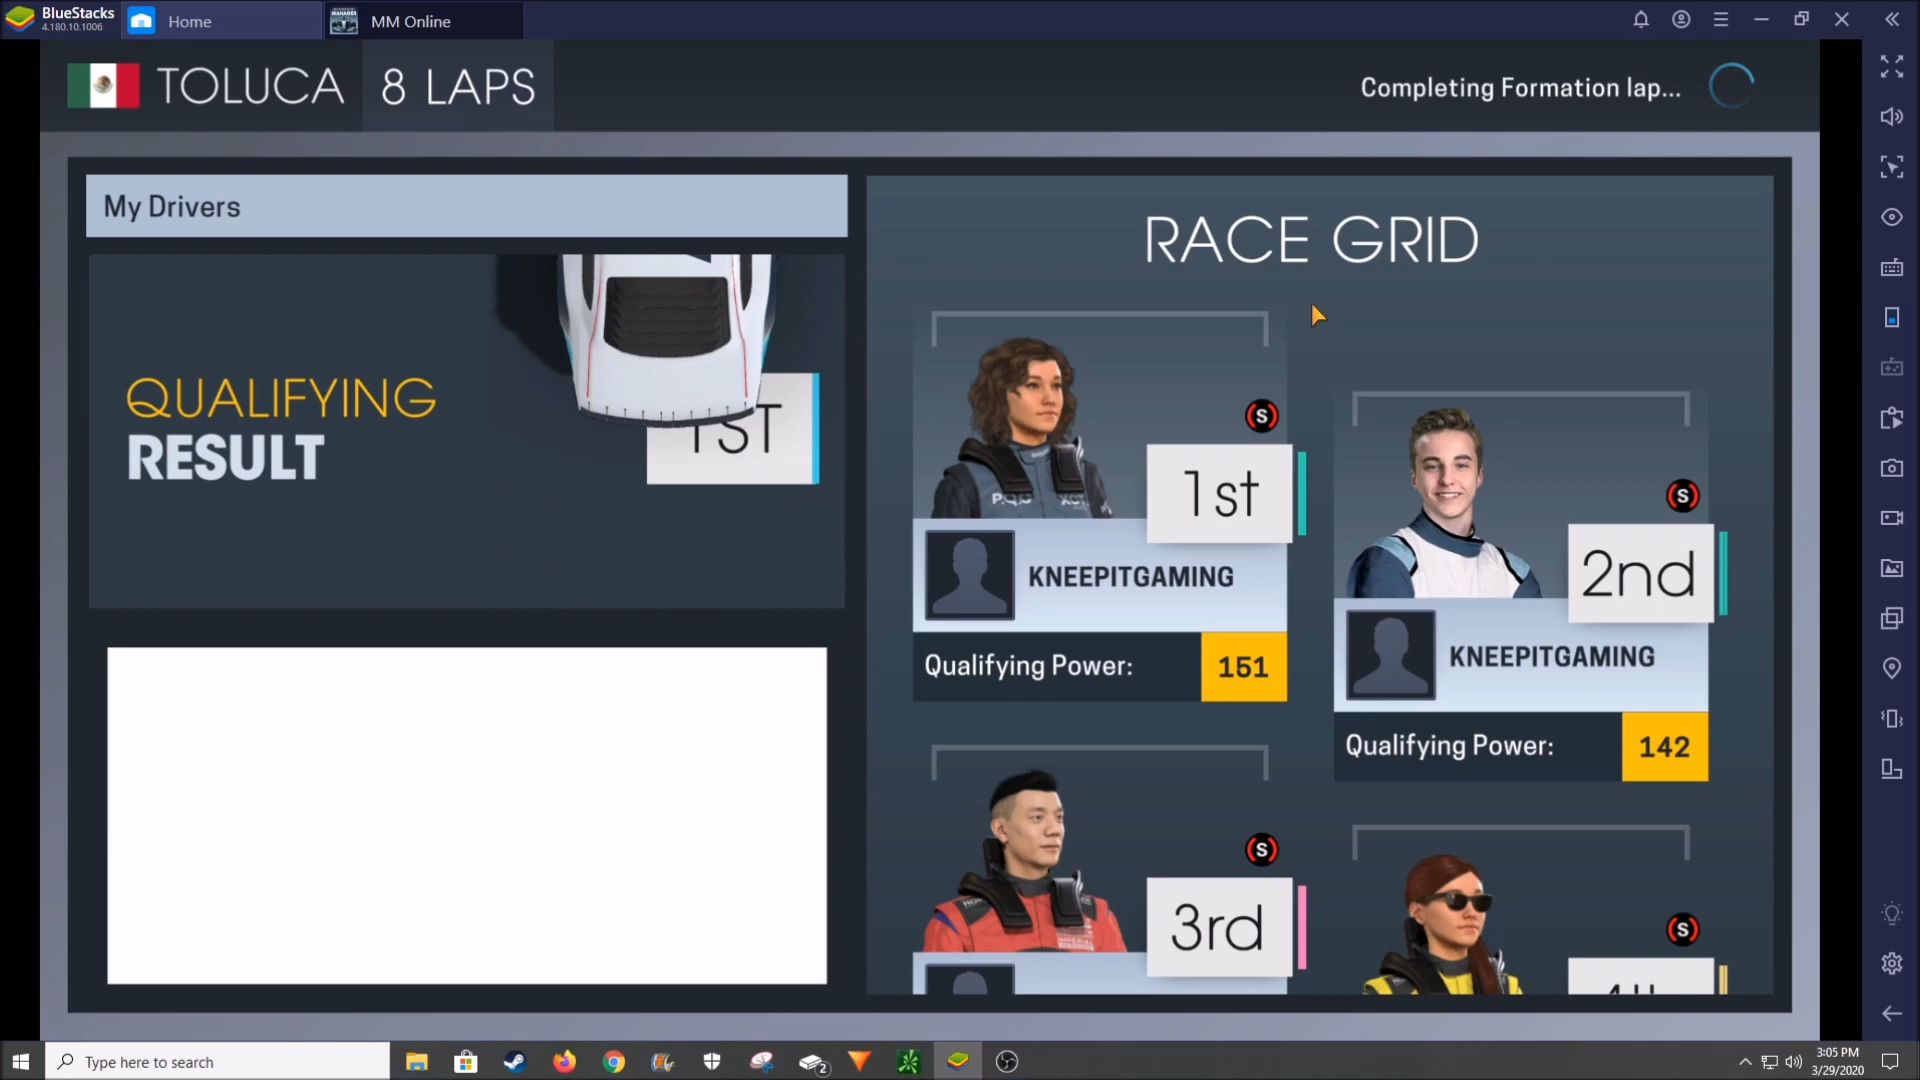 BlueStacks
4.180.10.1006
Home
MM Online
TOLUCA
8 LAPS
Completing Formation lap...
My Drivers
QUALIFYING
RESULT
1ST
RACE GRID
S
1st
KNEEPITGAMING
Qualifying Power:
151
S
2nd
KNEEPITGAMING
Qualifying Power:
142
S
3rd
S
Type here to search
2
3:05 PM
3/29/2020